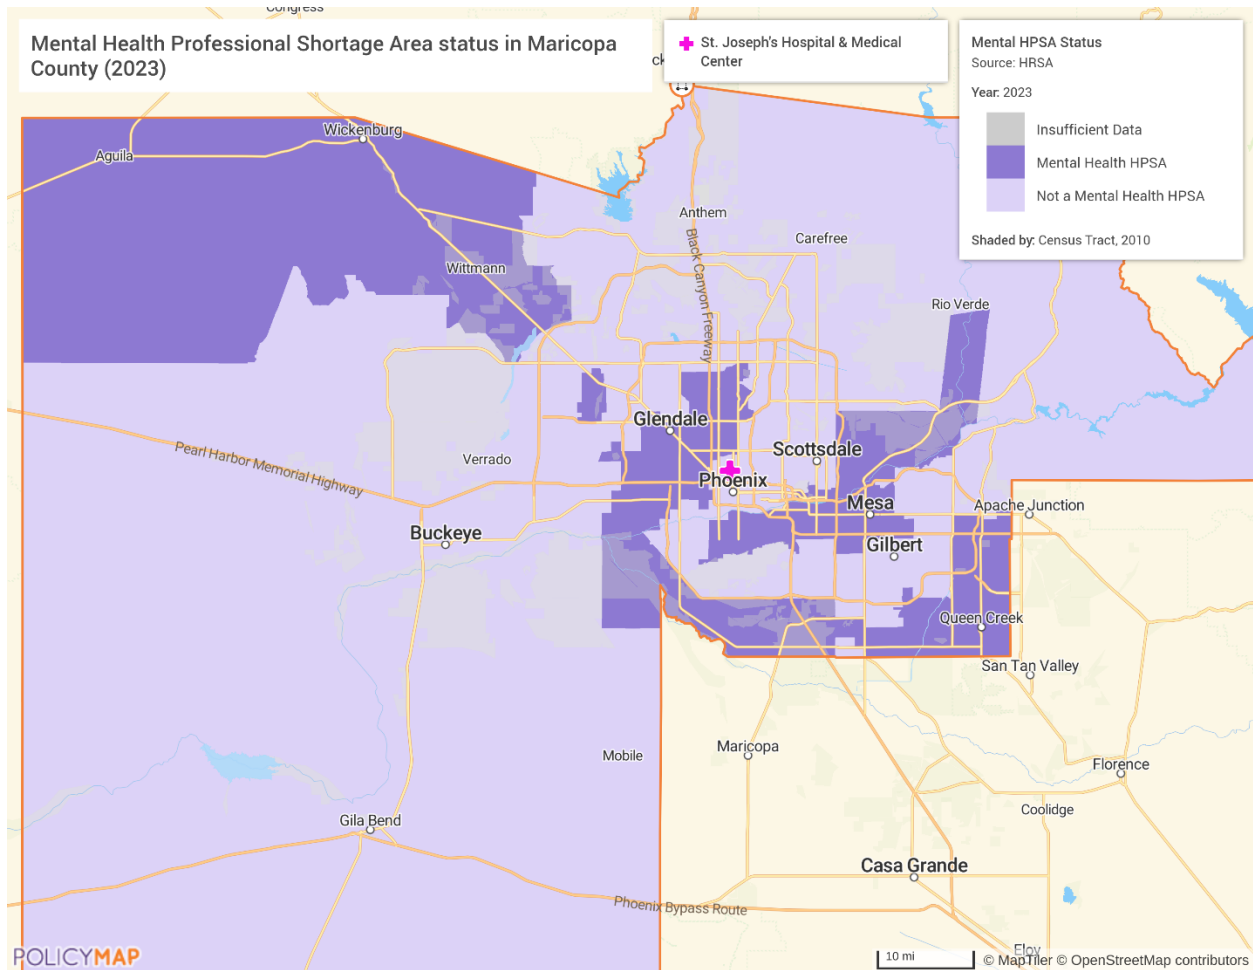 Congress
Mental Health Professional Shortage Area status in Maricopa
County (2023)
St. Joseph's Hospital & Medical
Center
Mental HPSA Status
Source: HRSA
Year: 2023
Insufficient Data
Mental Health HPSA
Not a Mental Health HPSA
Shaded by: Census Tract, 2010
ck
Wickenburg
Aguila
Anthem
Carefree
Black Canyon Freeway
Wittmann
Rio Verde
Glendale
Scottsdale
Verrado
Pearl Harbor Memorial Highway
Phoenix
Mesa
Apache Junction
Buckeye
Gilbert
Queen Creek
San Tan Valley
Mobile
Maricopa
Florence
Coolidge
Gila Bend
Casa Grande
Phoenix Bypass Route
Eloy
POLICYMAP
10 mi
© MapTiler © OpenStreetMap contributors